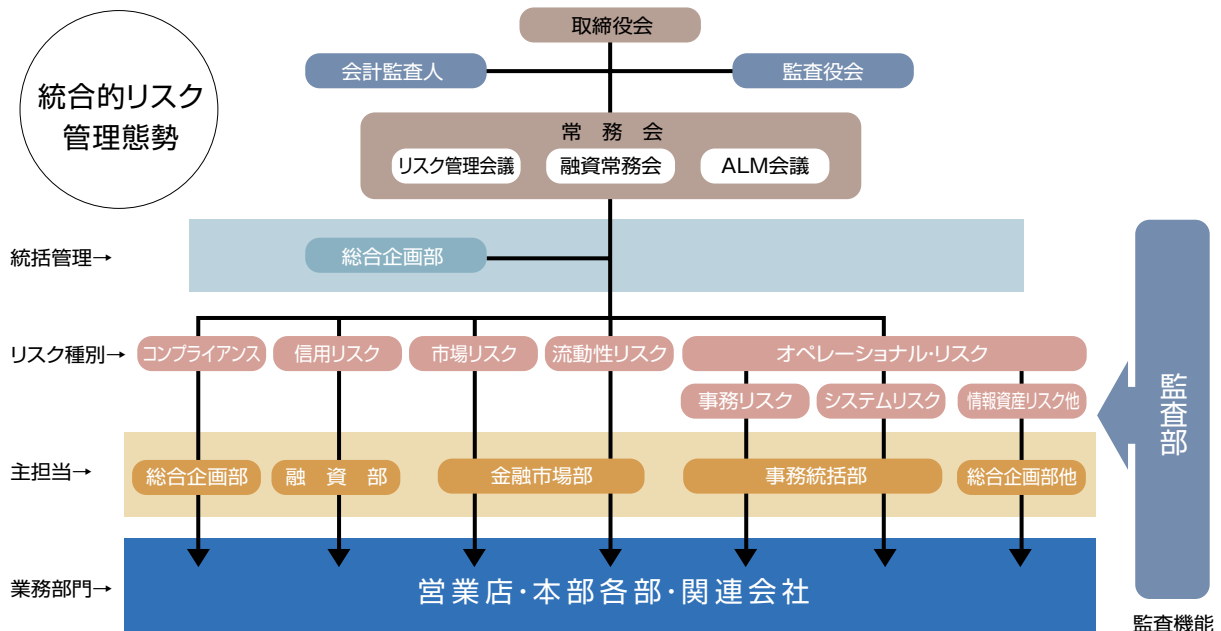 統合的リスク
管理態勢
取締役会
会計監査人
監査役会
常務会
リスク管理会議
融資常務会
ALM会議
統括管理→
総合企画部
リスク種別→
コンプライアンス
信用リスク
市場リスク
流動性リスク
オペレーショナル・リスク
事務リスク
システムリスク
情報資産リスク他
主担当→
総合企画部
融資部
金融市場部
事務統括部
総合企画部他
業務部門→
営業店・本部各部・関連会社
監査部
監査機能